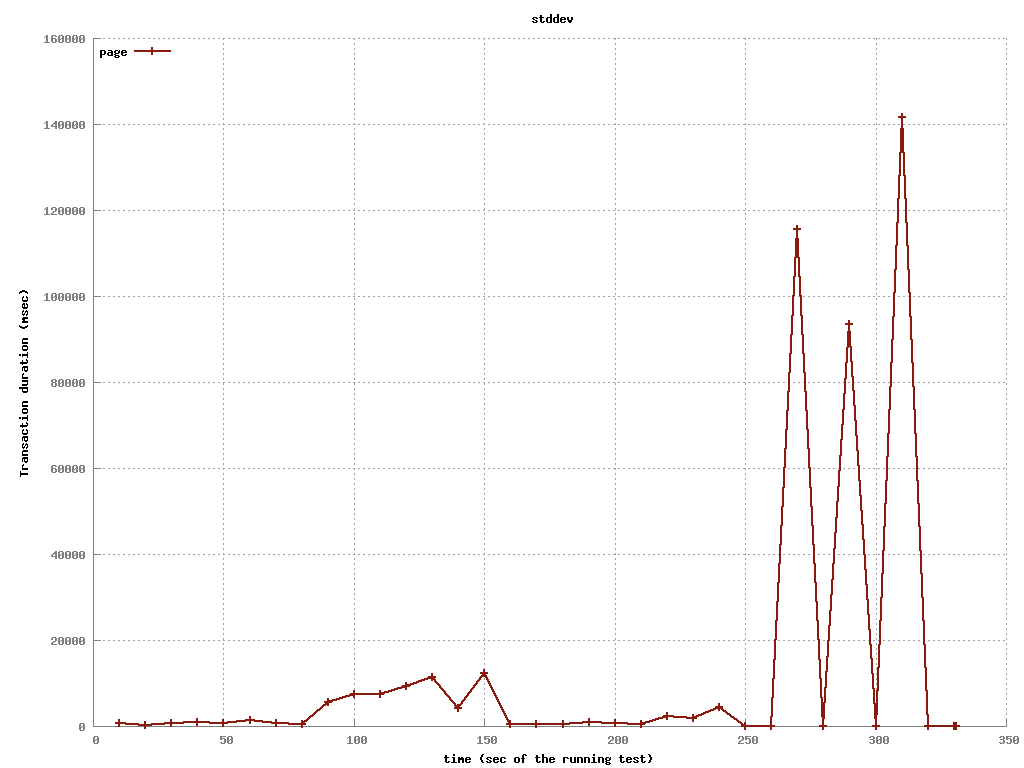 stddev
page
160000
140000
120000
100000
80000
60000
40000
20000
0
Transaction duration (msec)
0 50 100 150 200 250 300 350
time (sec of the running test)